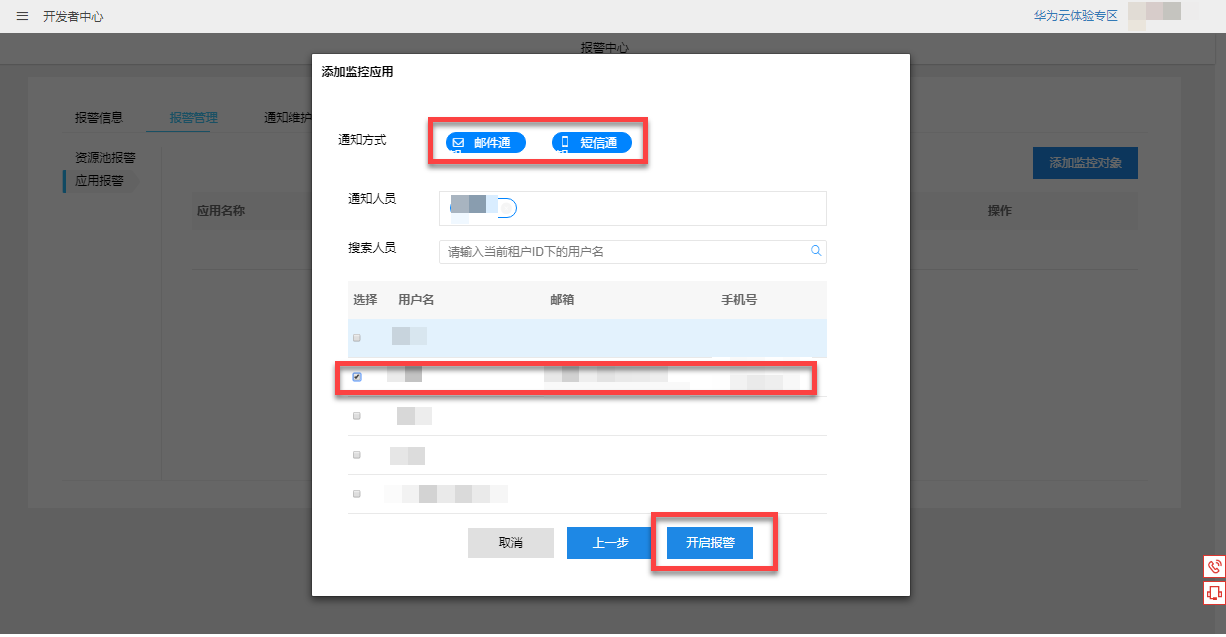 开发者中心
华为云体验专区
报警中心
添加监控应用
报警信息
报警管理
通知维护
通知方式
邮件通
短信通
资源池报警
应用报警
添加监控对象
通知人员
应用名称
操作
搜索人员
请输入当前租户ID下的用户名
选择 用户名 邮箱 手机号
取消
上一步
开启报警